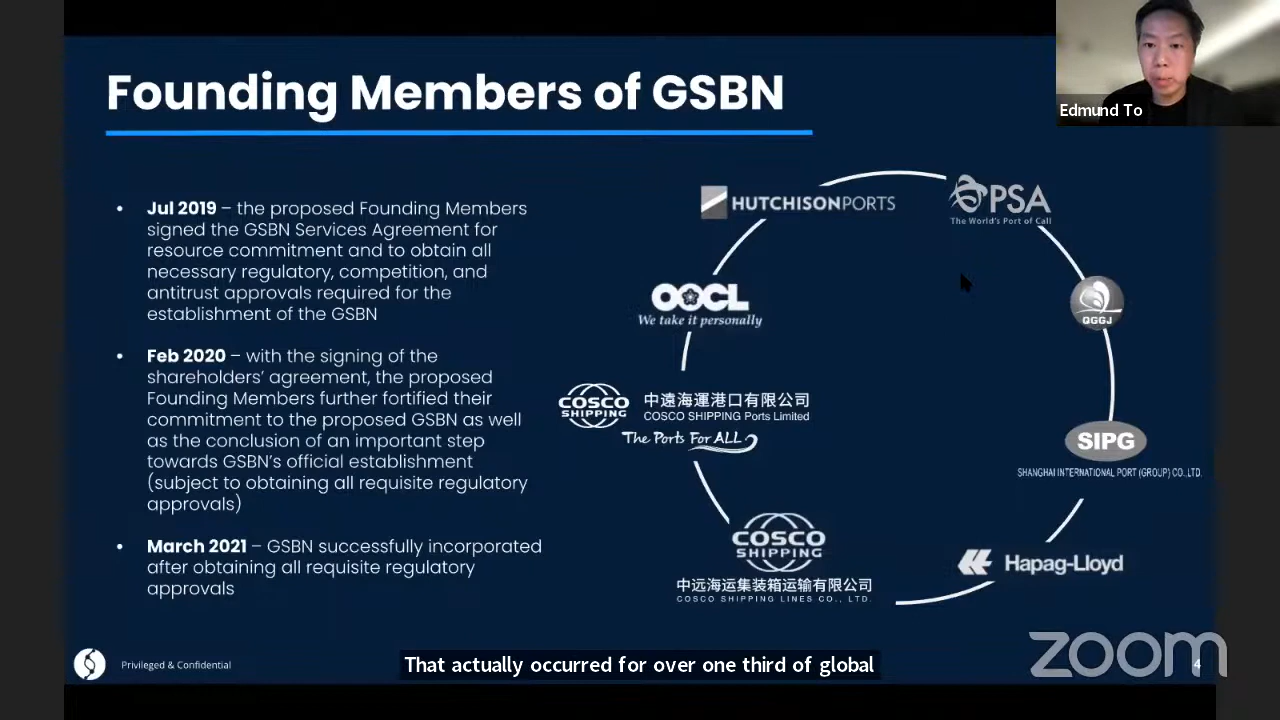 Founding Members of GSBN
Edmund To
• Jul 2019 – the proposed Founding Members
signed the GSBN Services Agreement for
resource commitment and to obtain all
necessary regulatory, competition, and
antitrust approvals required for the
establishment of the GSBN
• Feb 2020 – with the signing of the
shareholders’ agreement, the proposed
Founding Members further fortified their
commitment to the proposed GSBN as well
as the conclusion of an important step
towards GSBN’s official establishment
(subject to obtaining all requisite regulatory
approvals)
• March 2021 – GSBN successfully incorporated
after obtaining all requisite regulatory
approvals
HUTCHISON PORTS
PSA
The World's Port of Call
OOCL
We take it personally
QGGJ
COSCO
SHIPPING
中遠海運港口有限公司
COSCO SHIPPING Ports Limited
The Ports For ALL
SIPG
SHANGHAI INTERNATIONAL PORT (GROUP) CO.,LTD.
COSCO
SHIPPING
中远海运集装箱运输有限公司
COSCO SHIPPING LINES CO., LTD.
Hapag-Lloyd
Privileged & Confidential
That actually occurred for over one third of global
zoom
4